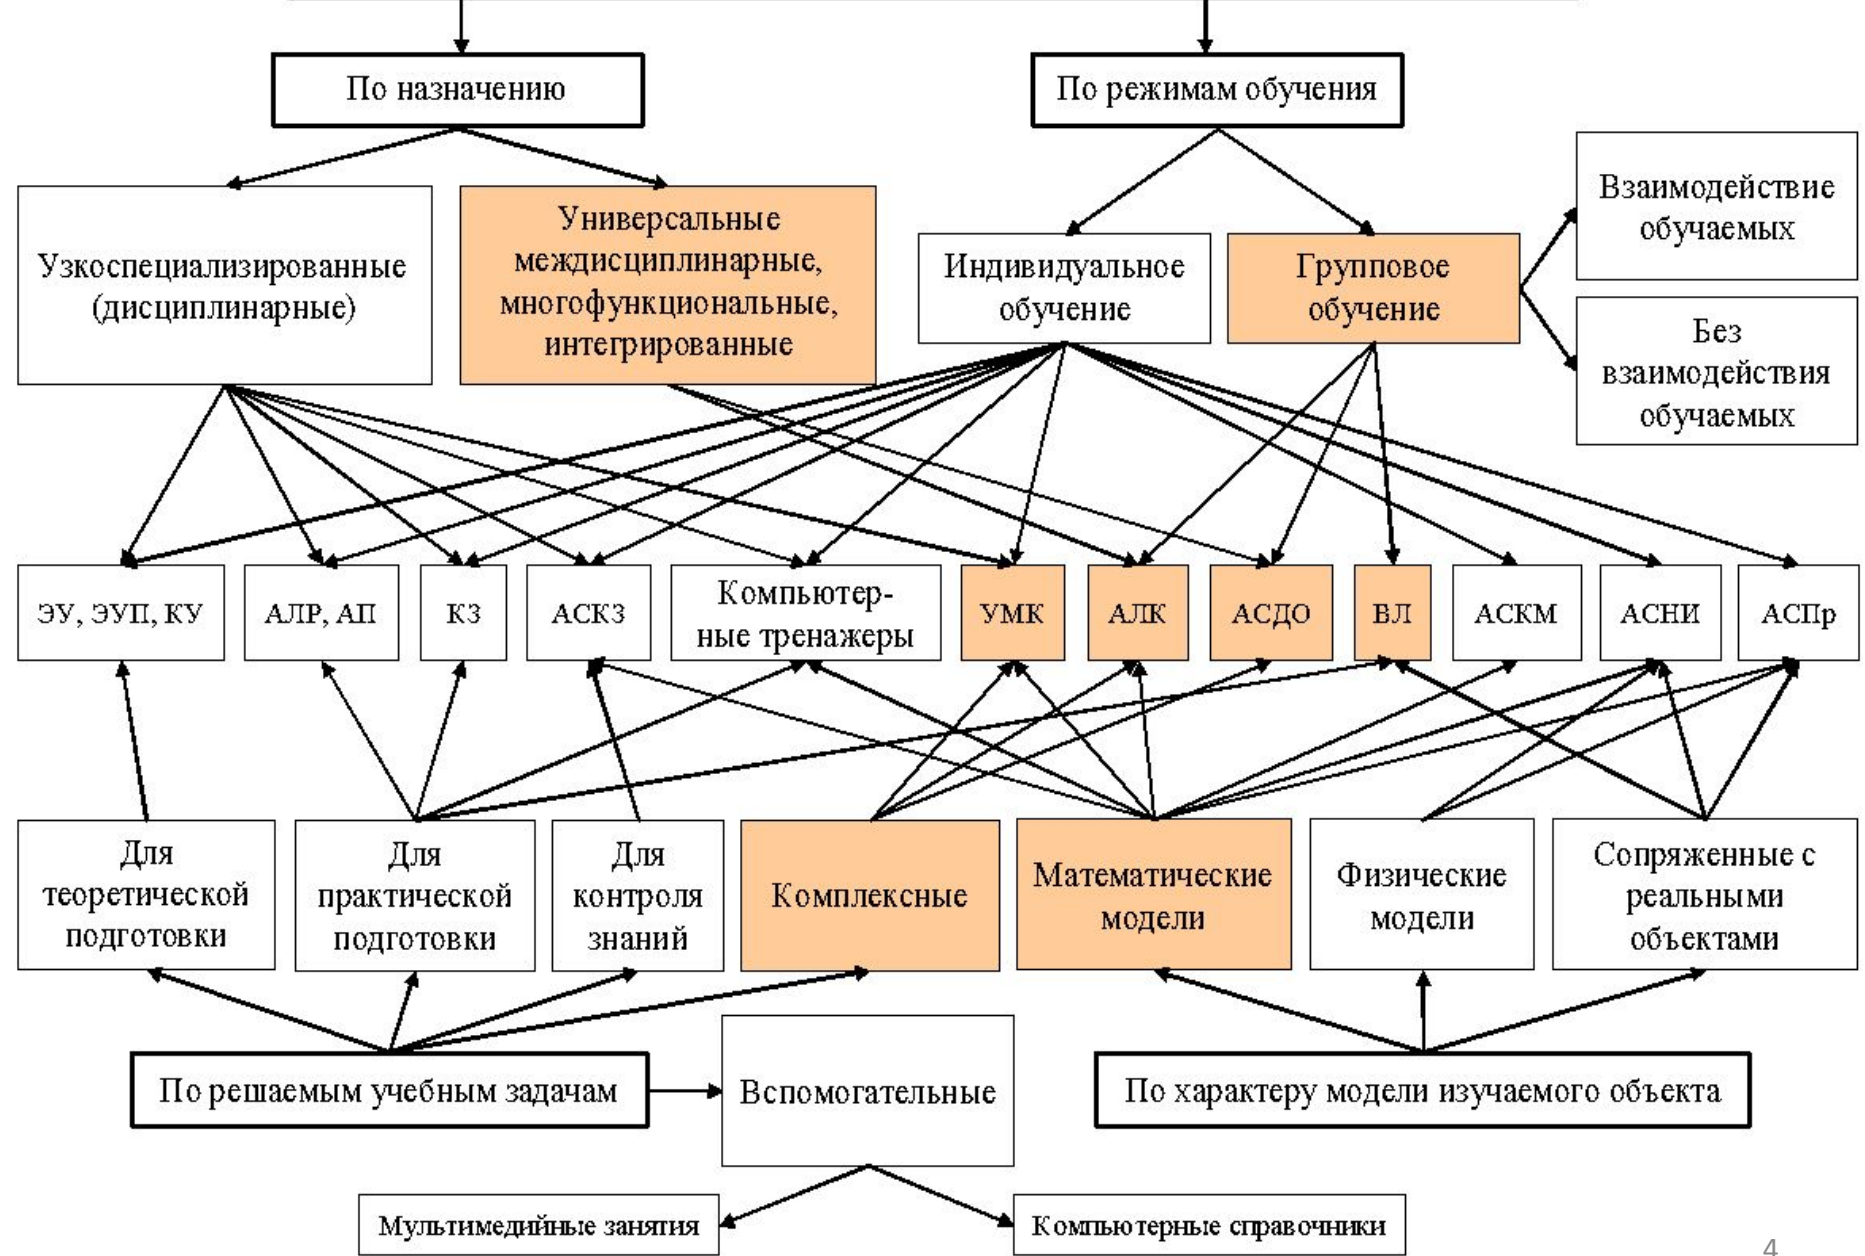 По назначению
По режимам обучения
Взаимодействие
обучаемых
Узкоспециализированные
(дисциплинарные)
Универсальные
междисциплинарные,
многофункциональные,
интегрированные
Индивидуальное
обучение
Групповое
обучение
Без
взаимодействия
обучаемых
ЭУ, ЭУП, КУ
АЛР, АП
КЗ
АСКЗ
Компьютер-
ные тренажеры
УМК
АЛК
АСДО
ВЛ
АСКМ
АСНИ
АСПр
Для
теоретической
подготовки
Для
практической
подготовки
Для
контроля
знаний
Комплексные
Математические
модели
Физические
модели
Сопряженные с
реальными
объектами
По решаемым учебным задачам
Вспомогательные
По характеру модели изучаемого объекта
Мультимедийные занятия
Компьютерные справочники
4